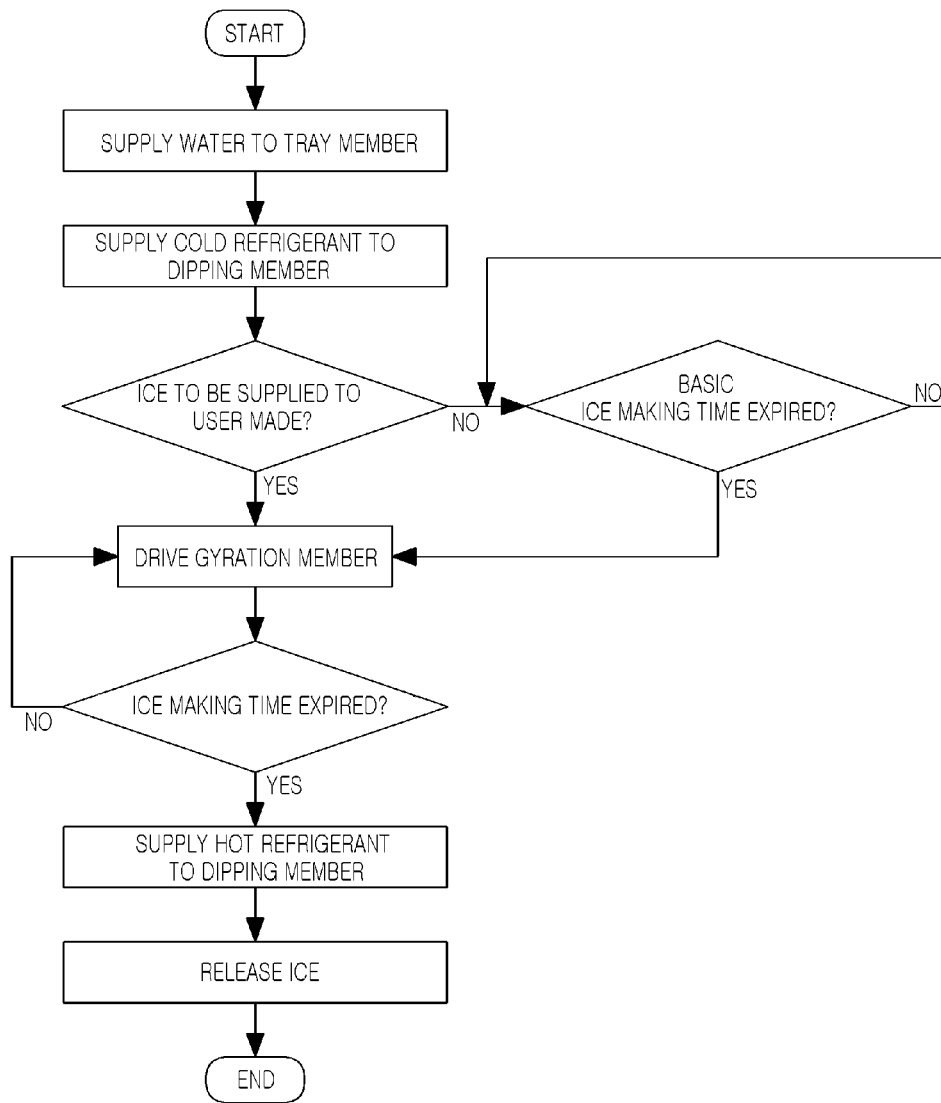 START
SUPPLY WATER TO TRAY MEMBER
SUPPLY COLD REFRIGERANT TO
DIPPING MEMBER
ICE TO BE SUPPLIED TO
USER MADE?
NO
BASIC
ICE MAKING TIME EXPIRED?
NO
YES
YES
DRIVE GYRATION MEMBER
ICE MAKING TIME EXPIRED?
NO
YES
SUPPLY HOT REFRIGERANT
TO DIPPING MEMBER
RELEASE ICE
END